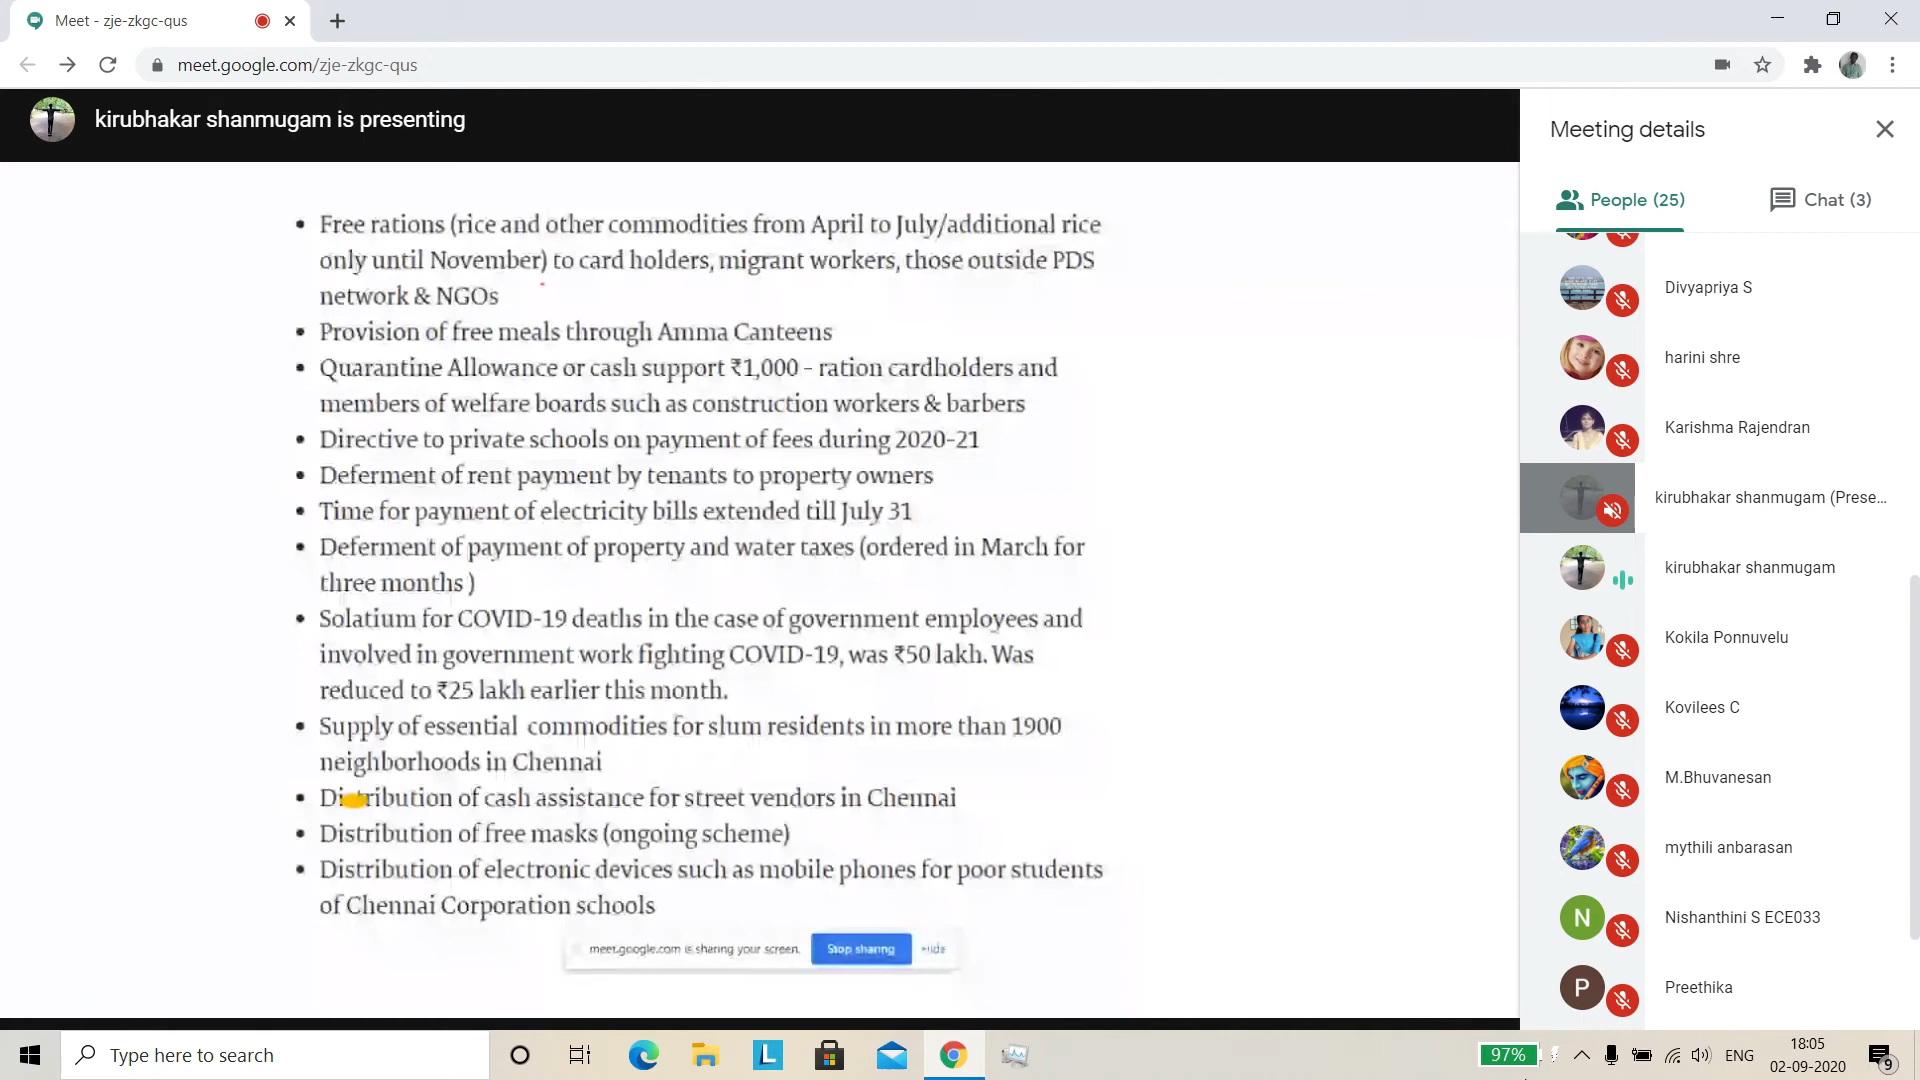 Meet - zje-zkgc-qus
meet.google.com/zje-zkgc-qus
kirubhakar shanmugam is presenting
• Free rations (rice and other commodities from April to July/additional rice
only until November) to card holders, migrant workers, those outside PDS
network & NGOs
• Provision of free meals through Amma Canteens
• Quarantine Allowance or cash support ₹1,000 - ration cardholders and
members of welfare boards such as construction workers & barbers
• Directive to private schools on payment of fees during 2020-21
• Deferment of rent payment by tenants to property owners
• Time for payment of electricity bills extended till July 31
• Deferment of payment of property and water taxes (ordered in March for
three months )
• Solatium for COVID-19 deaths in the case of government employees and
involved in government work fighting COVID-19, was ₹50 lakh. Was
reduced to ₹25 lakh earlier this month.
• Supply of essential commodities for slum residents in more than 1900
neighborhoods in Chennai
• Distribution of cash assistance for street vendors in Chennai
• Distribution of free masks (ongoing scheme)
• Distribution of electronic devices such as mobile phones for poor students
of Chennai Corporation schools
meet.google.com is sharing your screen. Stop sharing Hide
Meeting details
People (25) Chat (3)
Divyapriya S
harini shre
Karishma Rajendran
kirubhakar shanmugam (Prese...
kirubhakar shanmugam
Kokila Ponnuvelu
Kovilees C
M.Bhuvanesan
mythili anbarasan
N Nishanthini S ECE033
P Preethika
Type here to search
L
97%
ENG
18:05
02-09-2020
9